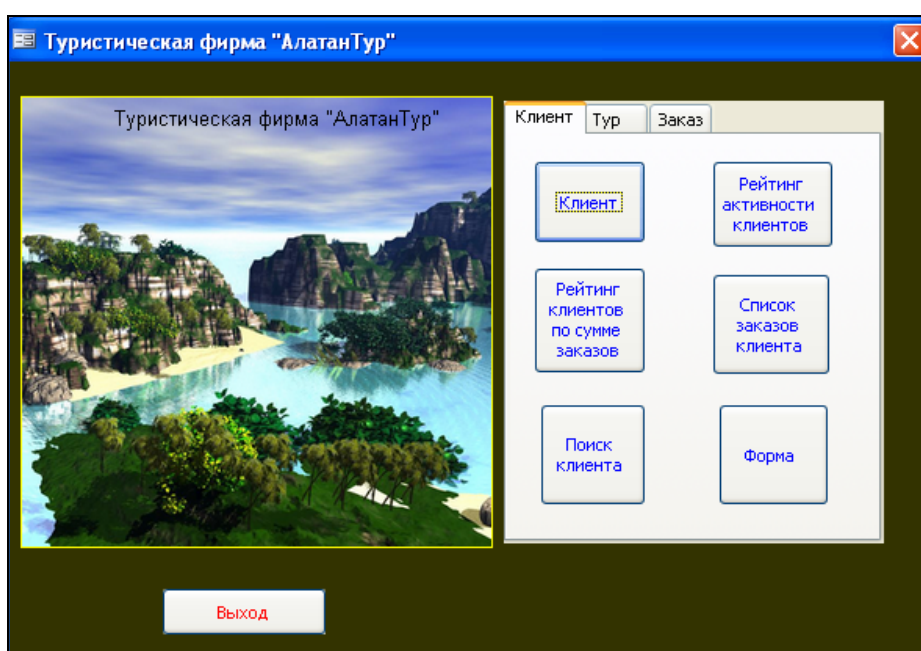 Туристическая фирма "АлатанТур"
Туристическая фирма "АлатанТур"
Клиент
Тур
Заказ
Клиент
Рейтинг
активности
клиентов
Рейтинг
клиентов
по сумме
заказов
Список
заказов
клиента
Поиск
клиента
Форма
Выход